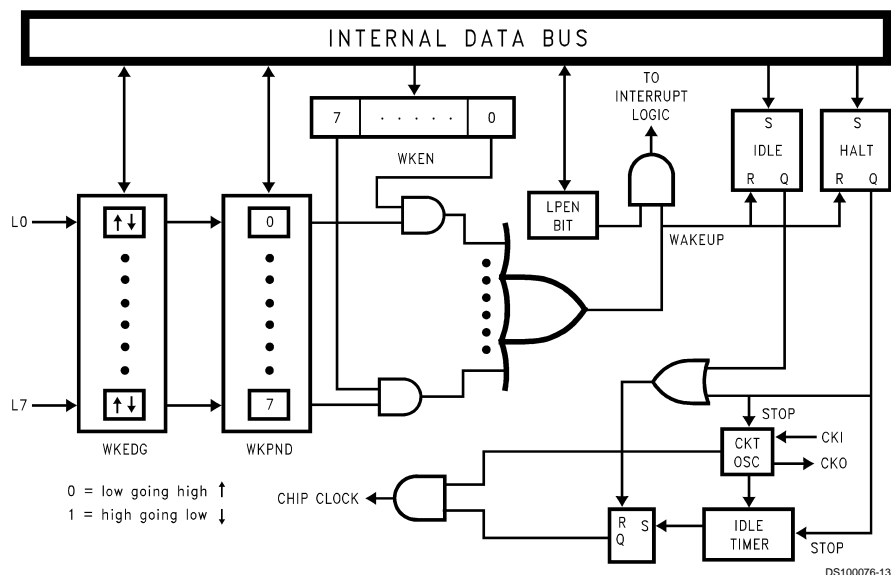 INTERNAL DATA BUS
TO
INTERRUPT
LOGIC
7 · · · · · 0
WKEN
S
IDLE
R Q
S
HALT
R Q
LPEN
BIT
WAKEUP
L0
↑↓
0
L7
↑↓
7
WKEDG
WKPND
STOP
CKT
OSC
CKI
CKO
0 = low going high ↑
1 = high going low ↓
CHIP CLOCK
R S
Q
IDLE
TIMER
STOP
DS100076-13